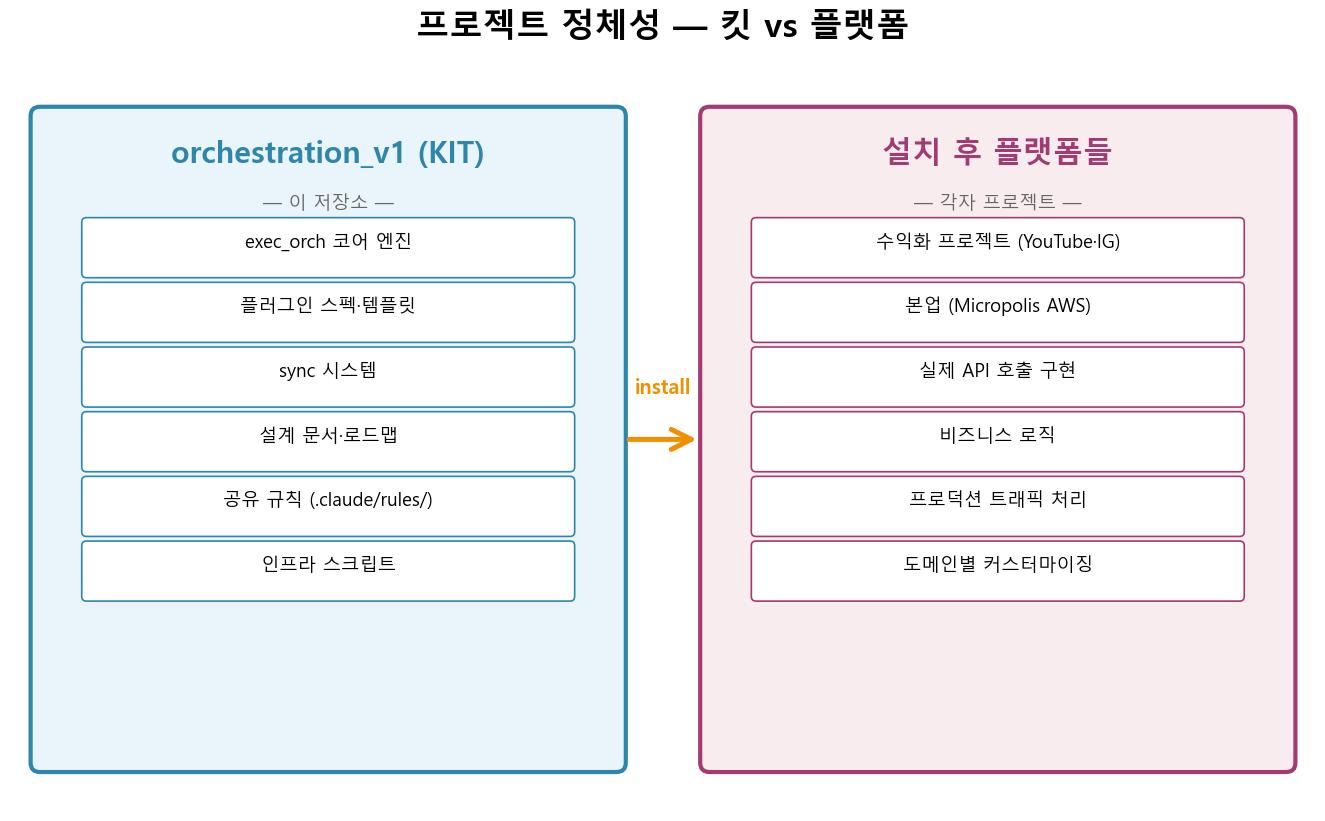 프로젝트 정체성 — 킷 vs 플랫폼
orchestration_v1 (KIT)
— 이 저장소 —
exec_orch 코어 엔진
플러그인 스펙·템플릿
sync 시스템
설계 문서·로드맵
공유 규칙 (.claude/rules/)
인프라 스크립트
install
설치 후 플랫폼들
— 각자 프로젝트 —
수익화 프로젝트 (YouTube·IG)
본업 (Micropolis AWS)
실제 API 호출 구현
비즈니스 로직
프로덕션 트래픽 처리
도메인별 커스터마이징